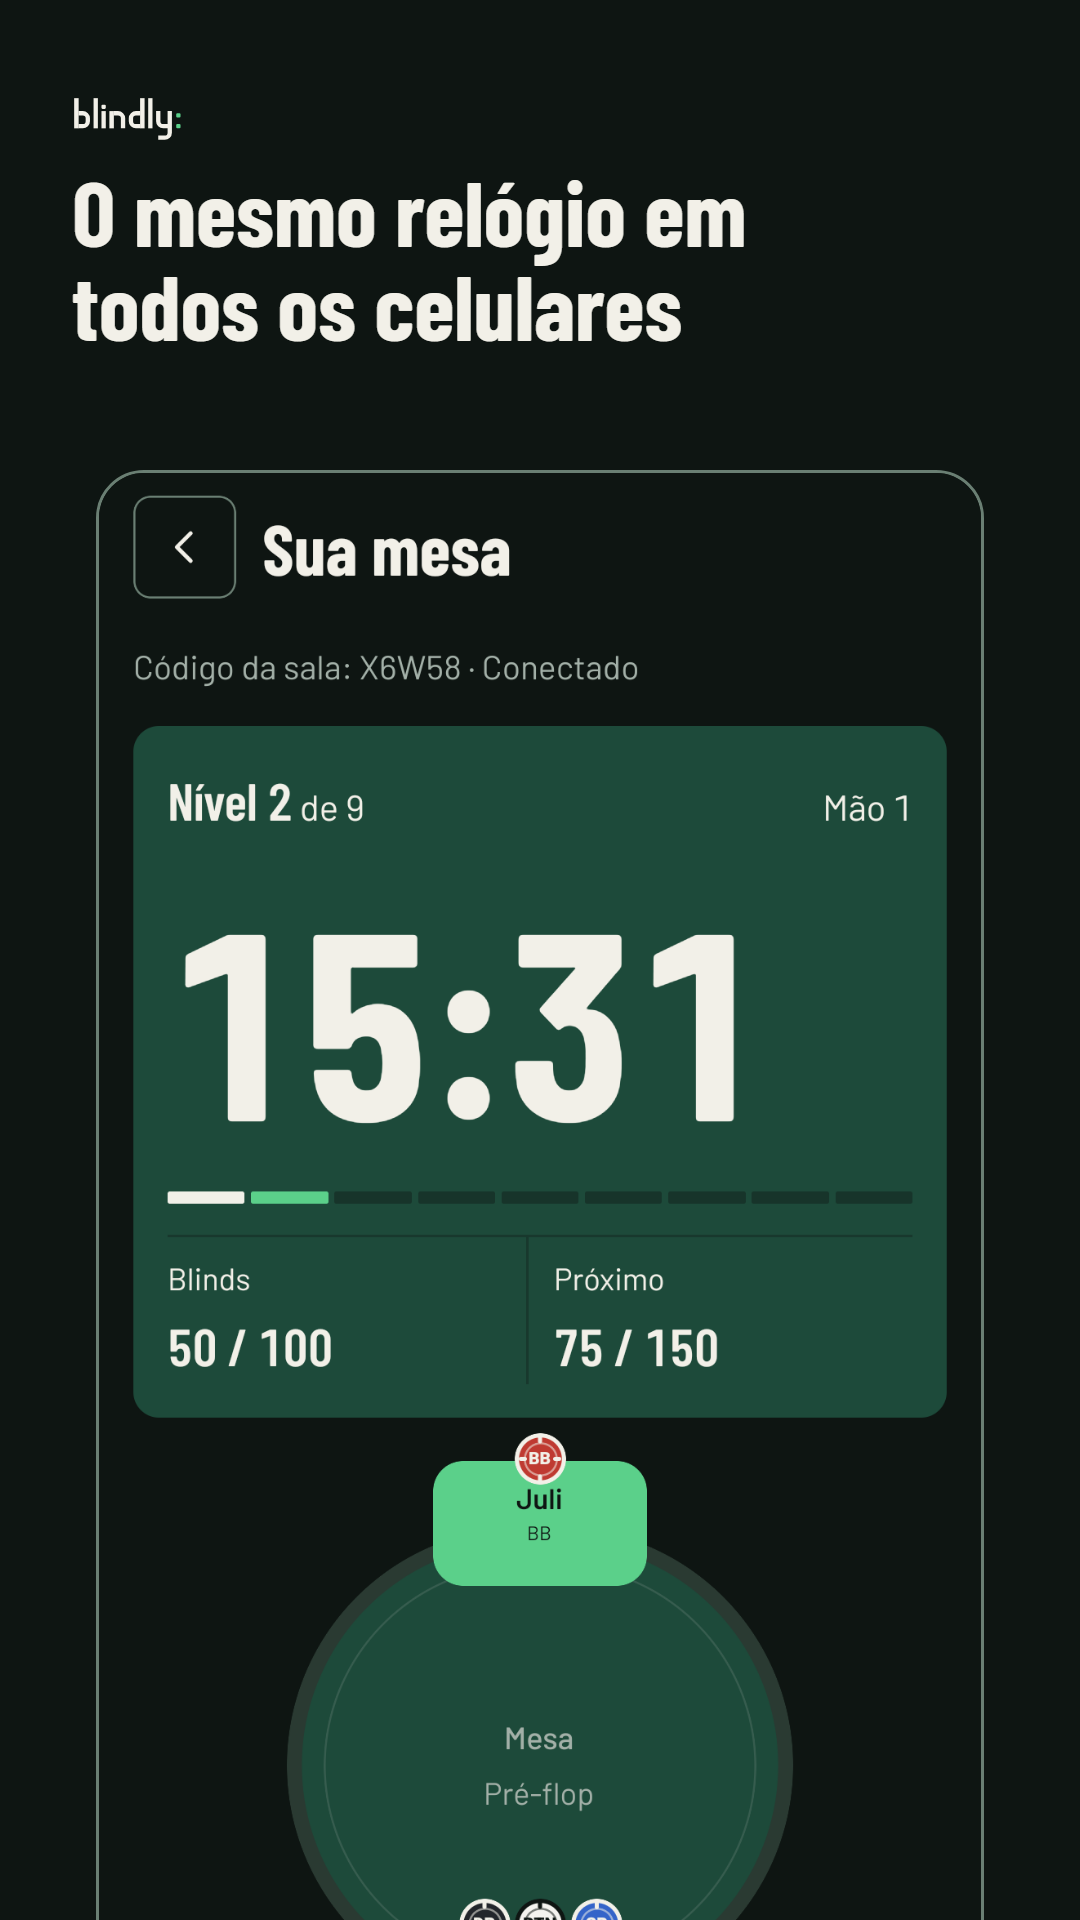 blindly:
O mesmo relógio em
todos os celulares
Sua mesa
Código da sala: X6W58 · Conectado
Nível 2 de 9
Mão 1
15:31
Blinds
Próximo
50 / 100
75 / 150
BB
Juli
BB
Mesa
Pré-flop